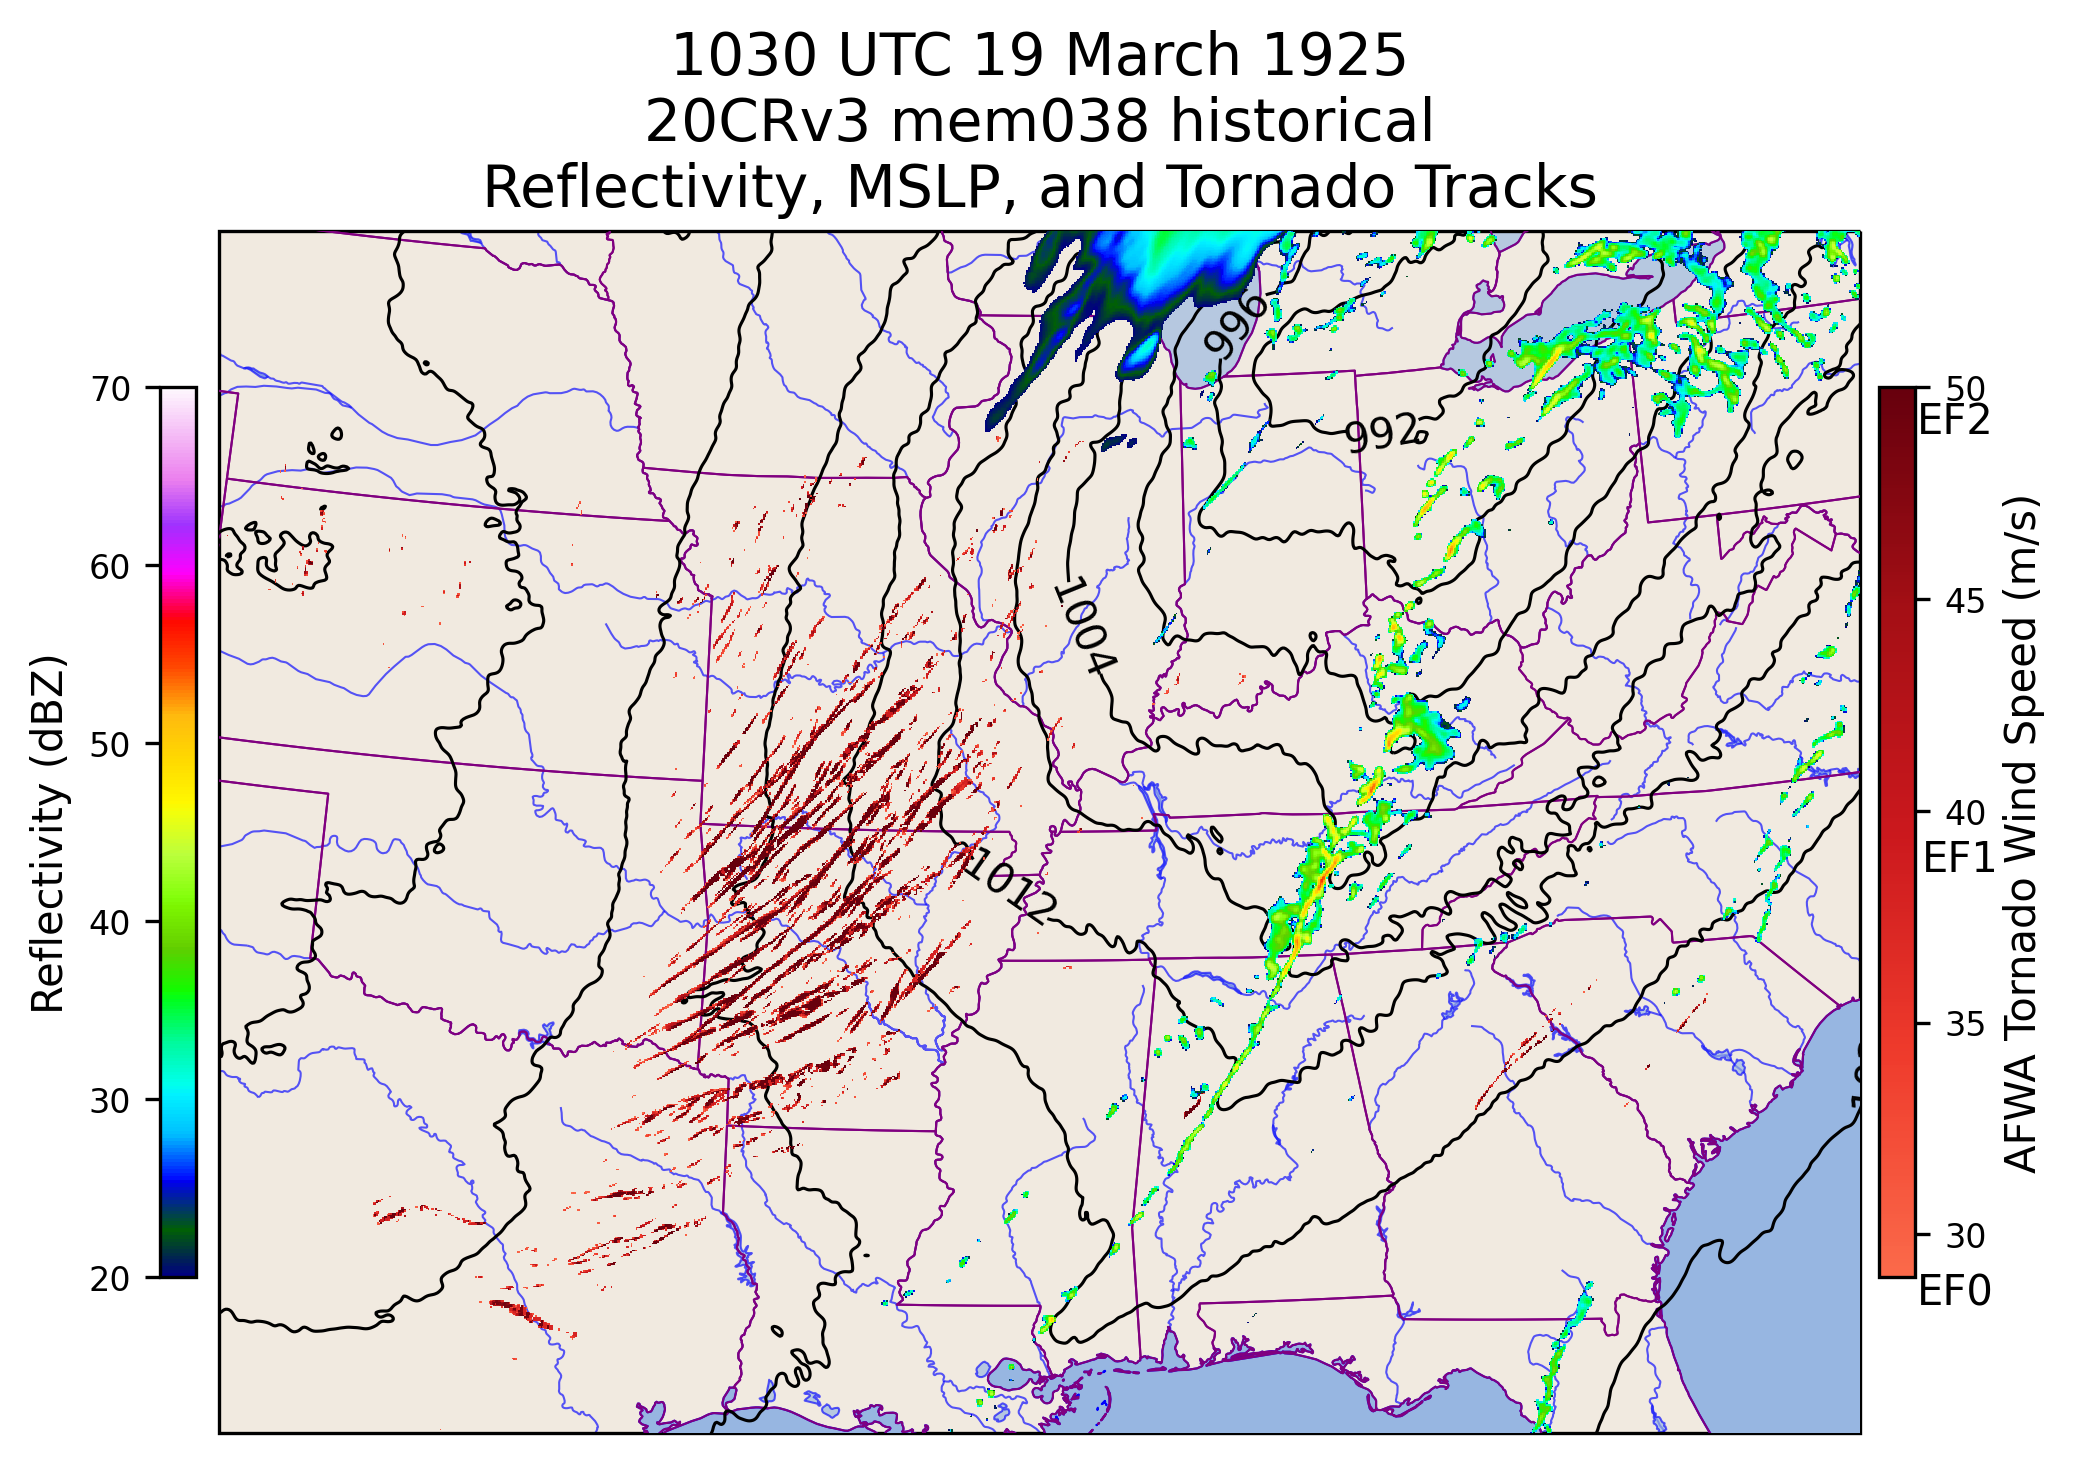 1030 UTC 19 March 1925
20CRv3 mem038 historical
Reflectivity, MSLP, and Tornado Tracks
Reflectivity (dBZ)
70
60
50
40
30
20
996
992
1004
1012
50
EF2
45
40
EF1
35
30
EF0
AFWA Tornado Wind Speed (m/s)